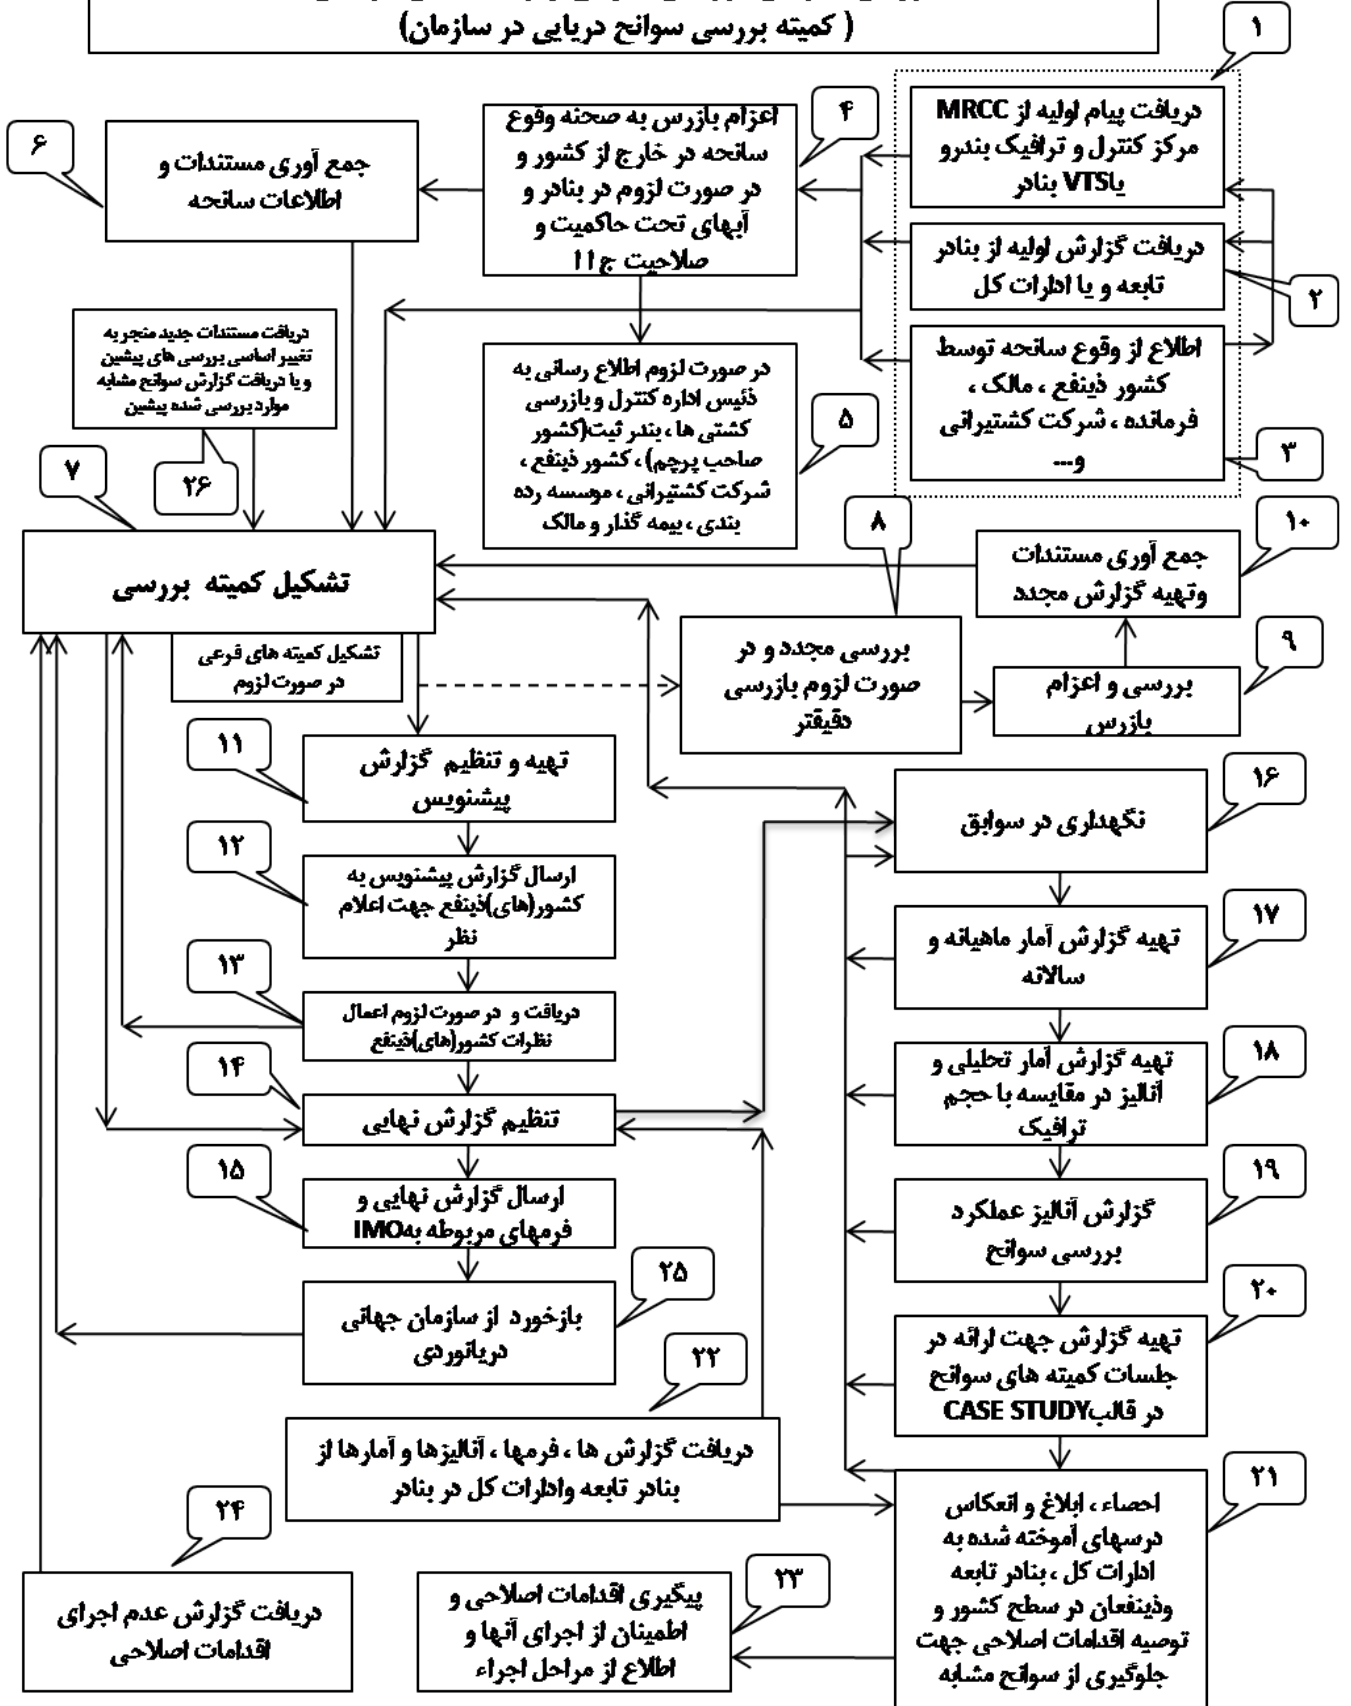 ( کمیته بررسی سوانح دریایی در سازمان)
۱
دریافت پیام اولیه از MRCC
مرکز کنترل و ترافیک بندرو
یاVTS بنادر
۲
دریافت گزارش اولیه از بنادر
تابعه و یا ادارات کل
۳
اطلاع از وقوع سانحه توسط
کشور ذینفع ، مالک ،
فرمانده ، شرکت کشتیرانی
و...
۴
اعزام بازرس به صحنه وقوع
سانحه در خارج از کشور و
در صورت لزوم در بنادر و
آبهای تحت حاکمیت و
صلاحیت ج ا ا
۵
در صورت لزوم اطلاع رسانی به
ذئیس اداره کنترل و بازرسی
کشتی ها ، بندر ثبت(کشور
صاحب پرچم) ، کشور ذینفع ،
شرکت کشتیرانی ، موسسه رده
بندی ، بیمه گذار و مالک
۶
جمع آوری مستندات و
اطلاعات سانحه
دریافت مستندات جدید منجر به
تغییر اساسی بررسی های پیشین
و یا دریافت گزارش سوانح مشابه
موارد بررسی شده پیشین
۲۶
۷
تشکیل کمیته بررسی
تشکیل کمیته های فرعی
در صورت لزوم
۸
بررسی مجدد و در
صورت لزوم بازرسی
دقیقتر
۹
بررسی و اعزام
بازرس
۱۰
جمع آوری مستندات
وتهیه گزارش مجدد
۱۱
تهیه و تنظیم گزارش
پیشنویس
۱۲
ارسال گزارش پیشنویس به
کشور(های)ذینفع جهت اعلام
نظر
۱۳
دریافت و در صورت لزوم اعمال
نظرات کشور(های)ذینفع
۱۴
تنظیم گزارش نهایی
۱۵
ارسال گزارش نهایی و
فرمهای مربوطه بهIMO
۲۵
بازخورد از سازمان جهانی
دریانوردی
۱۶
نگهداری در سوابق
۱۷
تهیه گزارش آمار ماهیانه و
سالانه
۱۸
تهیه گزارش آمار تحلیلی و
آنالیز در مقایسه با حجم
ترافیک
۱۹
گزارش آنالیز عملکرد
بررسی سوانح
۲۰
تهیه گزارش جهت ارائه در
جلسات کمیته های سوانح
در قالبCASE STUDY
۲۱
احصاء ، ابلاغ و انعکاس
درسهای آموخته شده به
ادارات کل ، بنادر تابعه
وذینفعان در سطح کشور و
توصیه اقدامات اصلاحی جهت
جلوگیری از سوانح مشابه
۲۲
دریافت گزارش ها ، فرمها ، آنالیزها و آمارها از
بنادر تابعه وادارات کل در بنادر
۲۳
پیگیری اقدامات اصلاحی و
اطمینان از اجرای آنها و
اطلاع از مراحل اجراء
۲۴
دریافت گزارش عدم اجرای
اقدامات اصلاحی